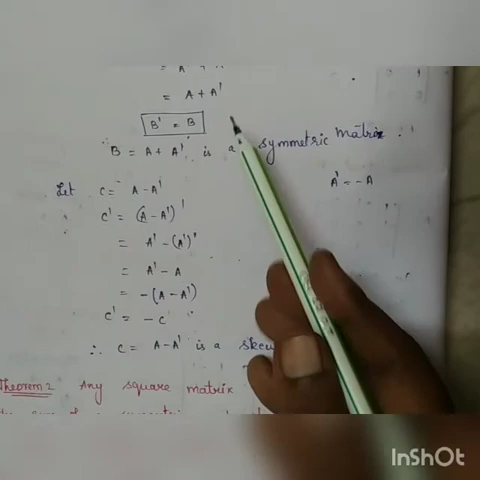 = A + A'
B' = B
∴ B = A + A' is a symmetric matrix.
Let C = A - A'
A' = -A
C' = (A - A')'
= A' - (A')'
= A' - A
= -(A - A')
C' = -C
∴ C = A - A' is a skew
Theorem 2 Any square matrix
InShOt